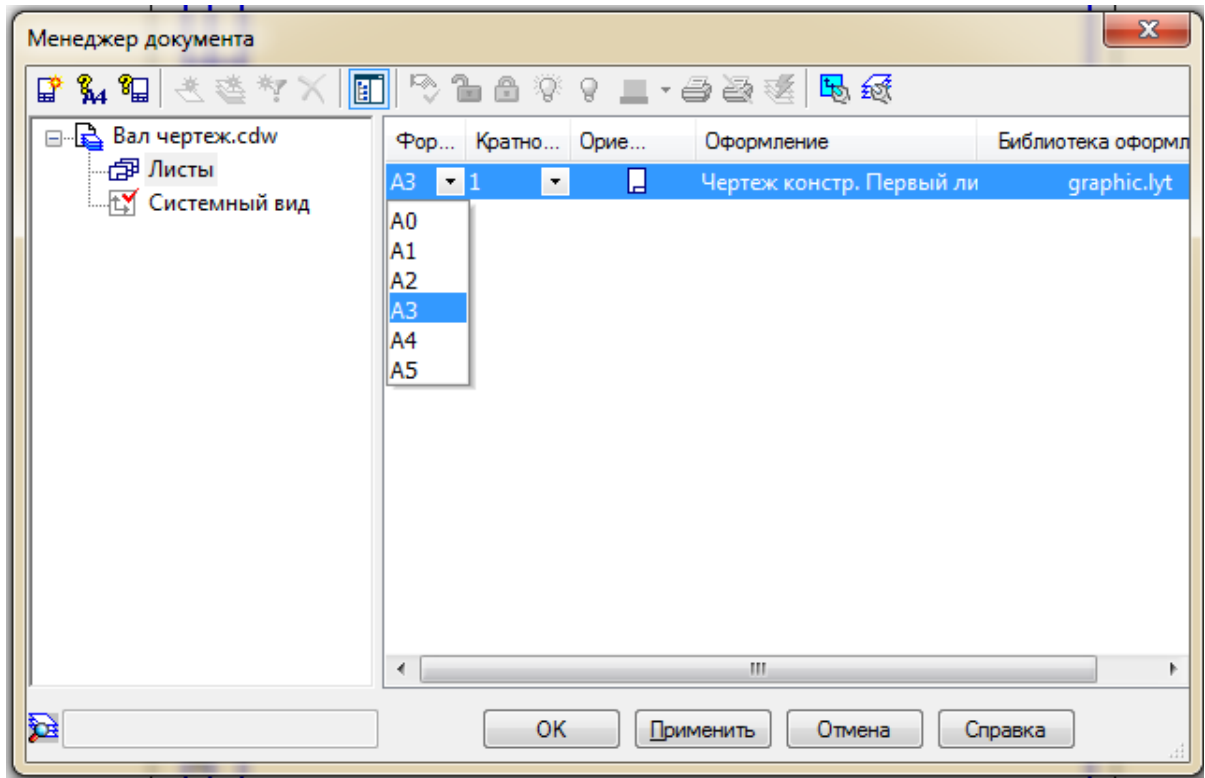 Менеджер документа
Вал чертеж.cdw
Листы
Системный вид
Фор... Кратно... Орие... Оформление Библиотека оформл
A3 1 Чертеж констр. Первый ли graphic.lyt
A0
A1
A2
A3
A4
A5
OK Применить Отмена Справка